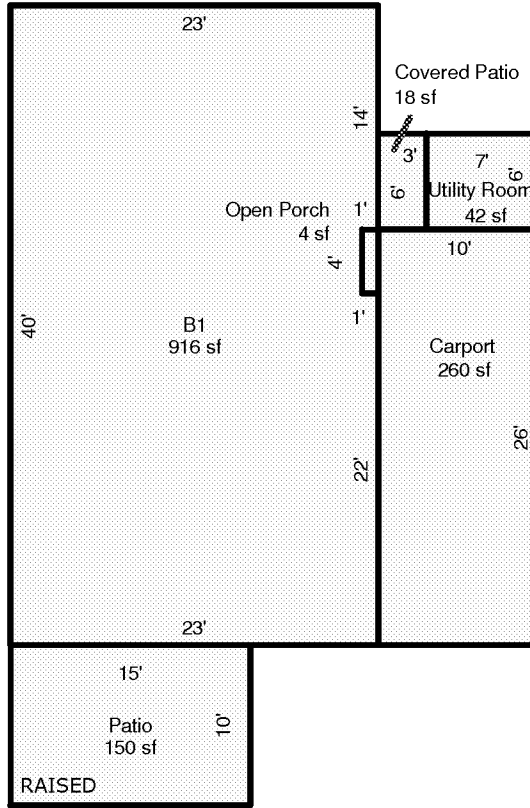 23'
Covered Patio
18 sf
14'
3'
7'
6'
6'
Utility Room
42 sf
Open Porch
4 sf
1'
4'
10'
1'
B1
916 sf
40'
Carport
260 sf
26'
22'
23'
15'
Patio
150 sf
10'
RAISED